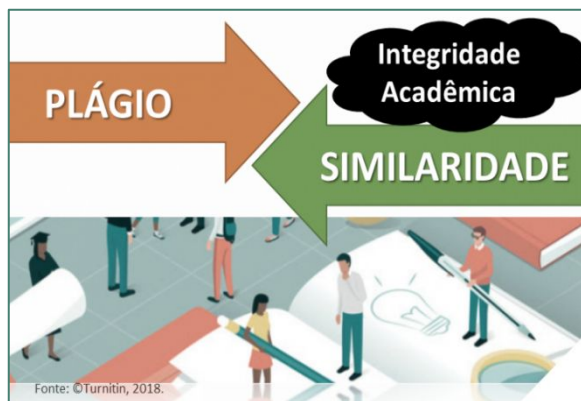 PLÁGIO
Integridade
Acadêmica
SIMILARIDADE
Fonte: ©Turnitin, 2018.